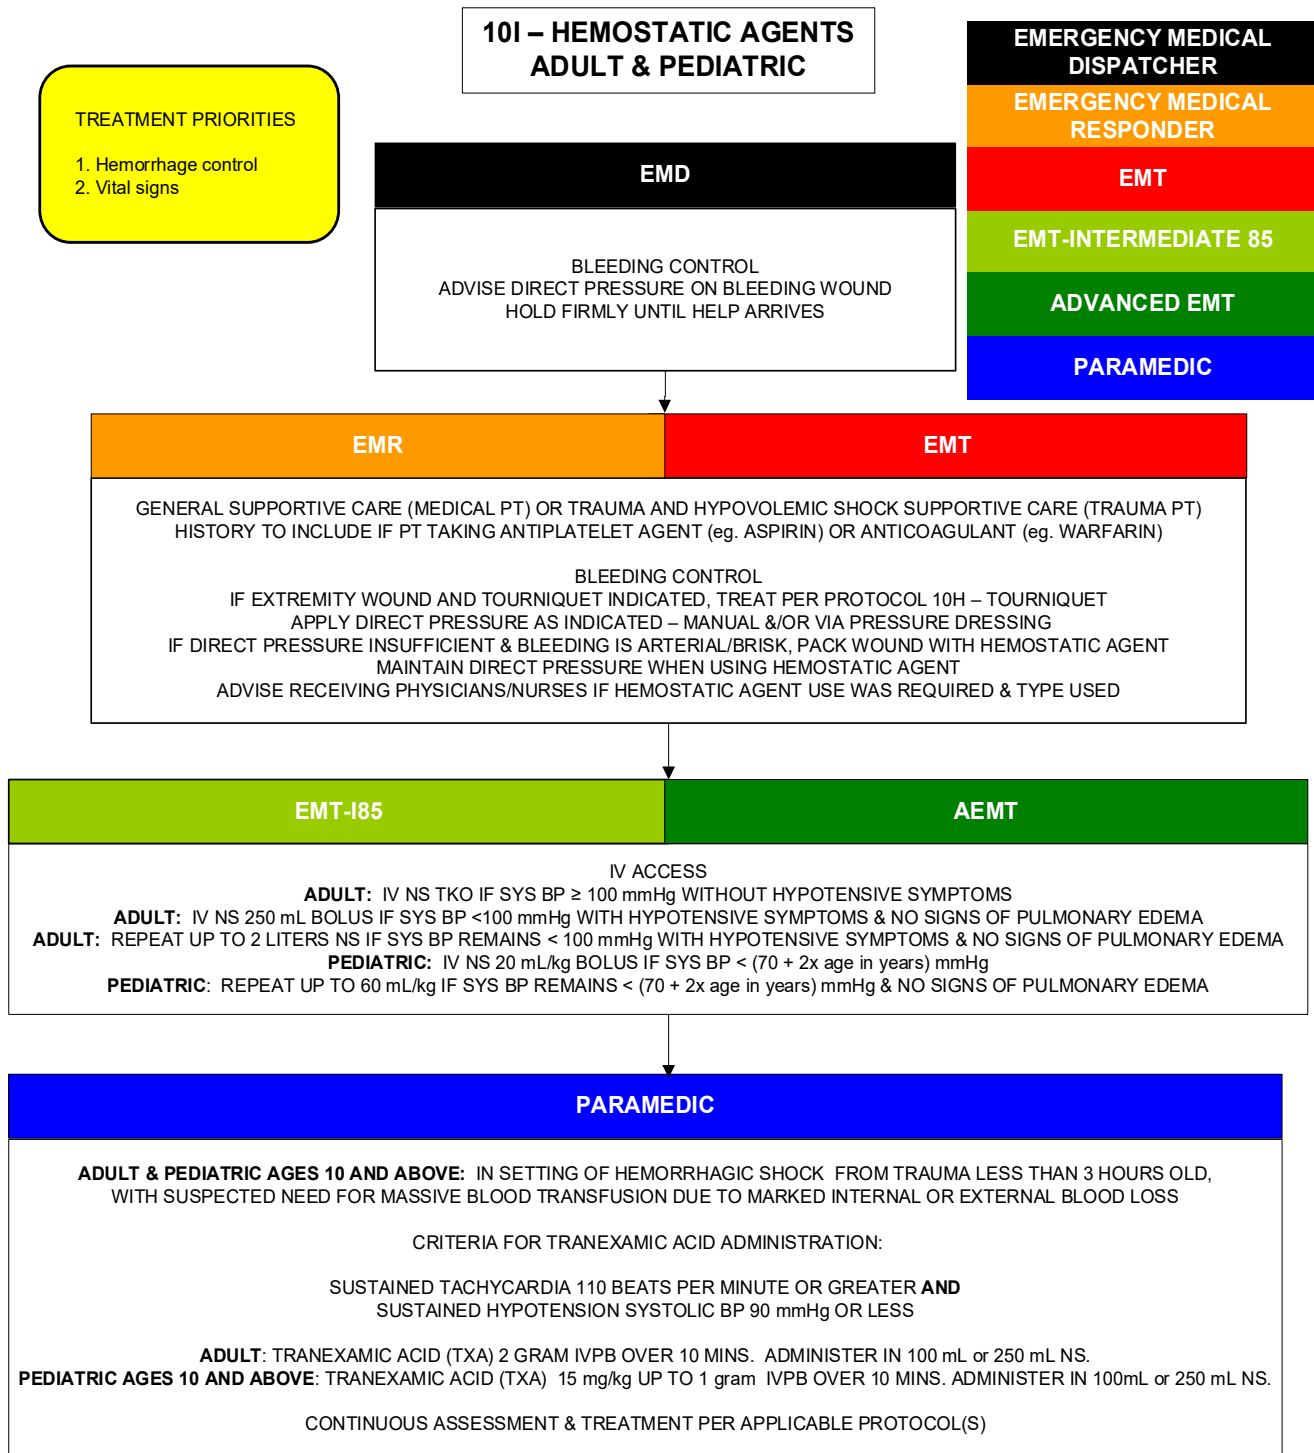 10I – HEMOSTATIC AGENTS
ADULT & PEDIATRIC
EMERGENCY MEDICAL
DISPATCHER
EMERGENCY MEDICAL
RESPONDER
EMT
EMT-INTERMEDIATE 85
ADVANCED EMT
PARAMEDIC
TREATMENT PRIORITIES
1. Hemorrhage control
2. Vital signs
EMD
BLEEDING CONTROL
ADVISE DIRECT PRESSURE ON BLEEDING WOUND
HOLD FIRMLY UNTIL HELP ARRIVES
EMR
EMT
GENERAL SUPPORTIVE CARE (MEDICAL PT) OR TRAUMA AND HYPOVOLEMIC SHOCK SUPPORTIVE CARE (TRAUMA PT)
HISTORY TO INCLUDE IF PT TAKING ANTIPLATELET AGENT (eg. ASPIRIN) OR ANTICOAGULANT (eg. WARFARIN)
BLEEDING CONTROL
IF EXTREMITY WOUND AND TOURNIQUET INDICATED, TREAT PER PROTOCOL 10H – TOURNIQUET
APPLY DIRECT PRESSURE AS INDICATED – MANUAL &/OR VIA PRESSURE DRESSING
IF DIRECT PRESSURE INSUFFICIENT & BLEEDING IS ARTERIAL/BRISK, PACK WOUND WITH HEMOSTATIC AGENT
MAINTAIN DIRECT PRESSURE WHEN USING HEMOSTATIC AGENT
ADVISE RECEIVING PHYSICIANS/NURSES IF HEMOSTATIC AGENT USE WAS REQUIRED & TYPE USED
EMT-I85
AEMT
IV ACCESS
ADULT: IV NS TKO IF SYS BP ≥ 100 mmHg WITHOUT HYPOTENSIVE SYMPTOMS
ADULT: IV NS 250 mL BOLUS IF SYS BP <100 mmHg WITH HYPOTENSIVE SYMPTOMS & NO SIGNS OF PULMONARY EDEMA
ADULT: REPEAT UP TO 2 LITERS NS IF SYS BP REMAINS < 100 mmHg WITH HYPOTENSIVE SYMPTOMS & NO SIGNS OF PULMONARY EDEMA
PEDIATRIC: IV NS 20 mL/kg BOLUS IF SYS BP < (70 + 2x age in years) mmHg
PEDIATRIC: REPEAT UP TO 60 mL/kg IF SYS BP REMAINS < (70 + 2x age in years) mmHg & NO SIGNS OF PULMONARY EDEMA
PARAMEDIC
ADULT & PEDIATRIC AGES 10 AND ABOVE: IN SETTING OF HEMORRHAGIC SHOCK FROM TRAUMA LESS THAN 3 HOURS OLD,
WITH SUSPECTED NEED FOR MASSIVE BLOOD TRANSFUSION DUE TO MARKED INTERNAL OR EXTERNAL BLOOD LOSS
CRITERIA FOR TRANEXAMIC ACID ADMINISTRATION:
SUSTAINED TACHYCARDIA 110 BEATS PER MINUTE OR GREATER AND
SUSTAINED HYPOTENSION SYSTOLIC BP 90 mmHg OR LESS
ADULT: TRANEXAMIC ACID (TXA) 2 GRAM IVPB OVER 10 MINS. ADMINISTER IN 100 mL or 250 mL NS.
PEDIATRIC AGES 10 AND ABOVE: TRANEXAMIC ACID (TXA) 15 mg/kg UP TO 1 gram IVPB OVER 10 MINS. ADMINISTER IN 100mL or 250 mL NS.
CONTINUOUS ASSESSMENT & TREATMENT PER APPLICABLE PROTOCOL(S)